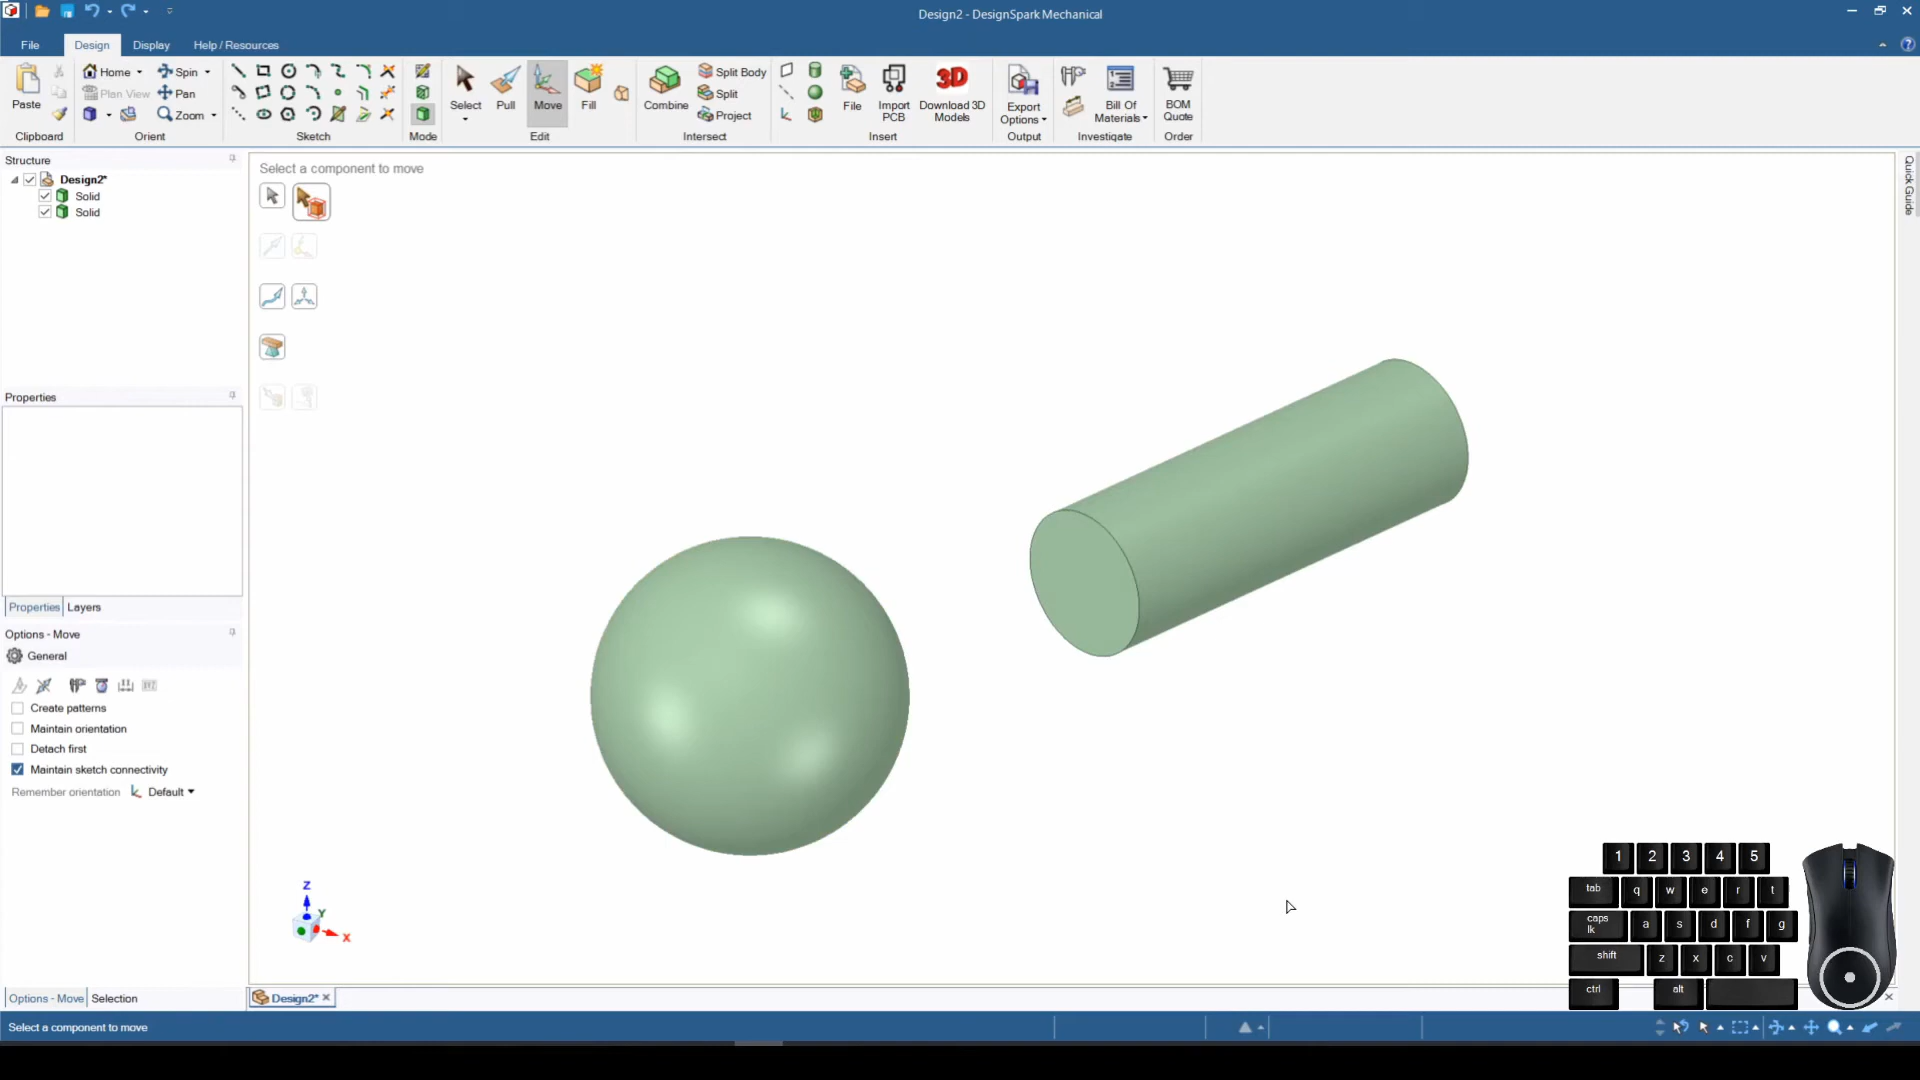 Design2 - DesignSpark Mechanical
File Design Display Help / Resources
Paste
Clipboard
Home Spin
Plan View Pan
Zoom
Orient
Sketch
Mode
Select Pull Move Fill
Edit
Combine
Split Body
Split
Project
Intersect
File
Import PCB
3D
Download 3D Models
Insert
Export Options
Output
Bill Of Materials
Investigate
BOM Quote
Order
Structure
Design2*
Solid
Solid
Properties
Properties Layers
Options - Move
General
XYZ
Create patterns
Maintain orientation
Detach first
Maintain sketch connectivity
Remember orientation Default
Options - Move Selection
Select a component to move
Z
Y
X
Design2*
Quick Guide
1 2 3 4 5
tab q w e r t
caps lk a s d f g
shift z x c v
ctrl alt
Select a component to move